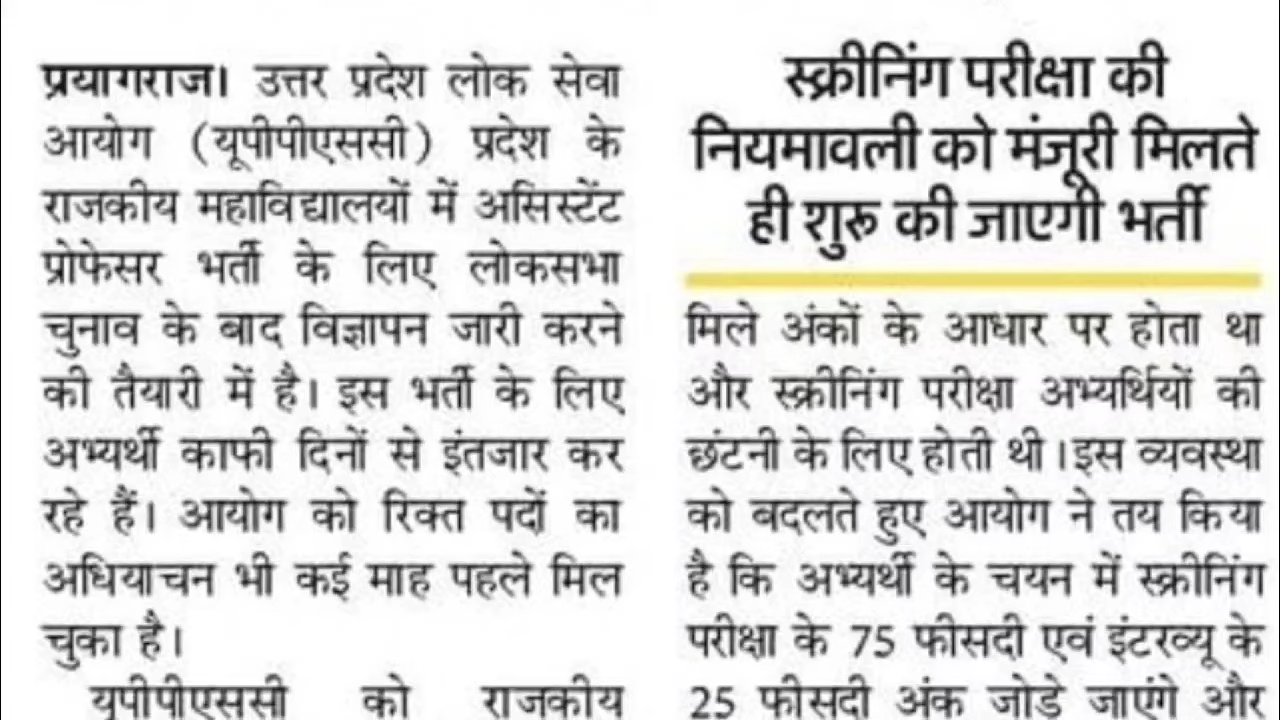 प्रयागराज। उत्तर प्रदेश लोक सेवा
आयोग (यूपीपीएससी) प्रदेश के
राजकीय महाविद्यालयों में असिस्टेंट
प्रोफेसर भर्ती के लिए लोकसभा
चुनाव के बाद विज्ञापन जारी करने
की तैयारी में है। इस भर्ती के लिए
अभ्यर्थी काफी दिनों से इंतजार कर
रहे हैं। आयोग को रिक्त पदों का
अधियाचन भी कई माह पहले मिल
चुका है।
यूपीपीएससी को राजकीय
स्क्रीनिंग परीक्षा की
नियमावली को मंजूरी मिलते
ही शुरू की जाएगी भर्ती
मिले अंकों के आधार पर होता था
और स्क्रीनिंग परीक्षा अभ्यर्थियों की
छंटनी के लिए होती थी। इस व्यवस्था
को बदलते हुए आयोग ने तय किया
है कि अभ्यर्थी के चयन में स्क्रीनिंग
परीक्षा के 75 फीसदी एवं इंटरव्यू के
25 फीसदी अंक जोड़े जाएंगे और